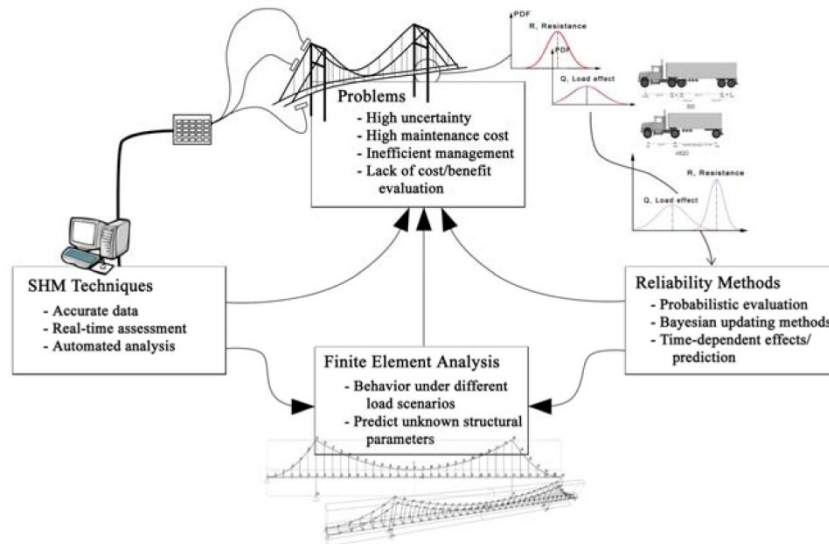 PDF
R, Resistance
PDF
Q, Load effect
Problems
- High uncertainty
- High maintenance cost
- Inefficient management
- Lack of cost/benefit
evaluation
R, Resistance
Q, Load effect
SHM Techniques
- Accurate data
- Real-time assessment
- Automated analysis
Reliability Methods
- Probabilistic evaluation
- Bayesian updating methods
- Time-dependent effects/
prediction
Finite Element Analysis
- Behavior under different
load scenarios
- Predict unknown structural
parameters